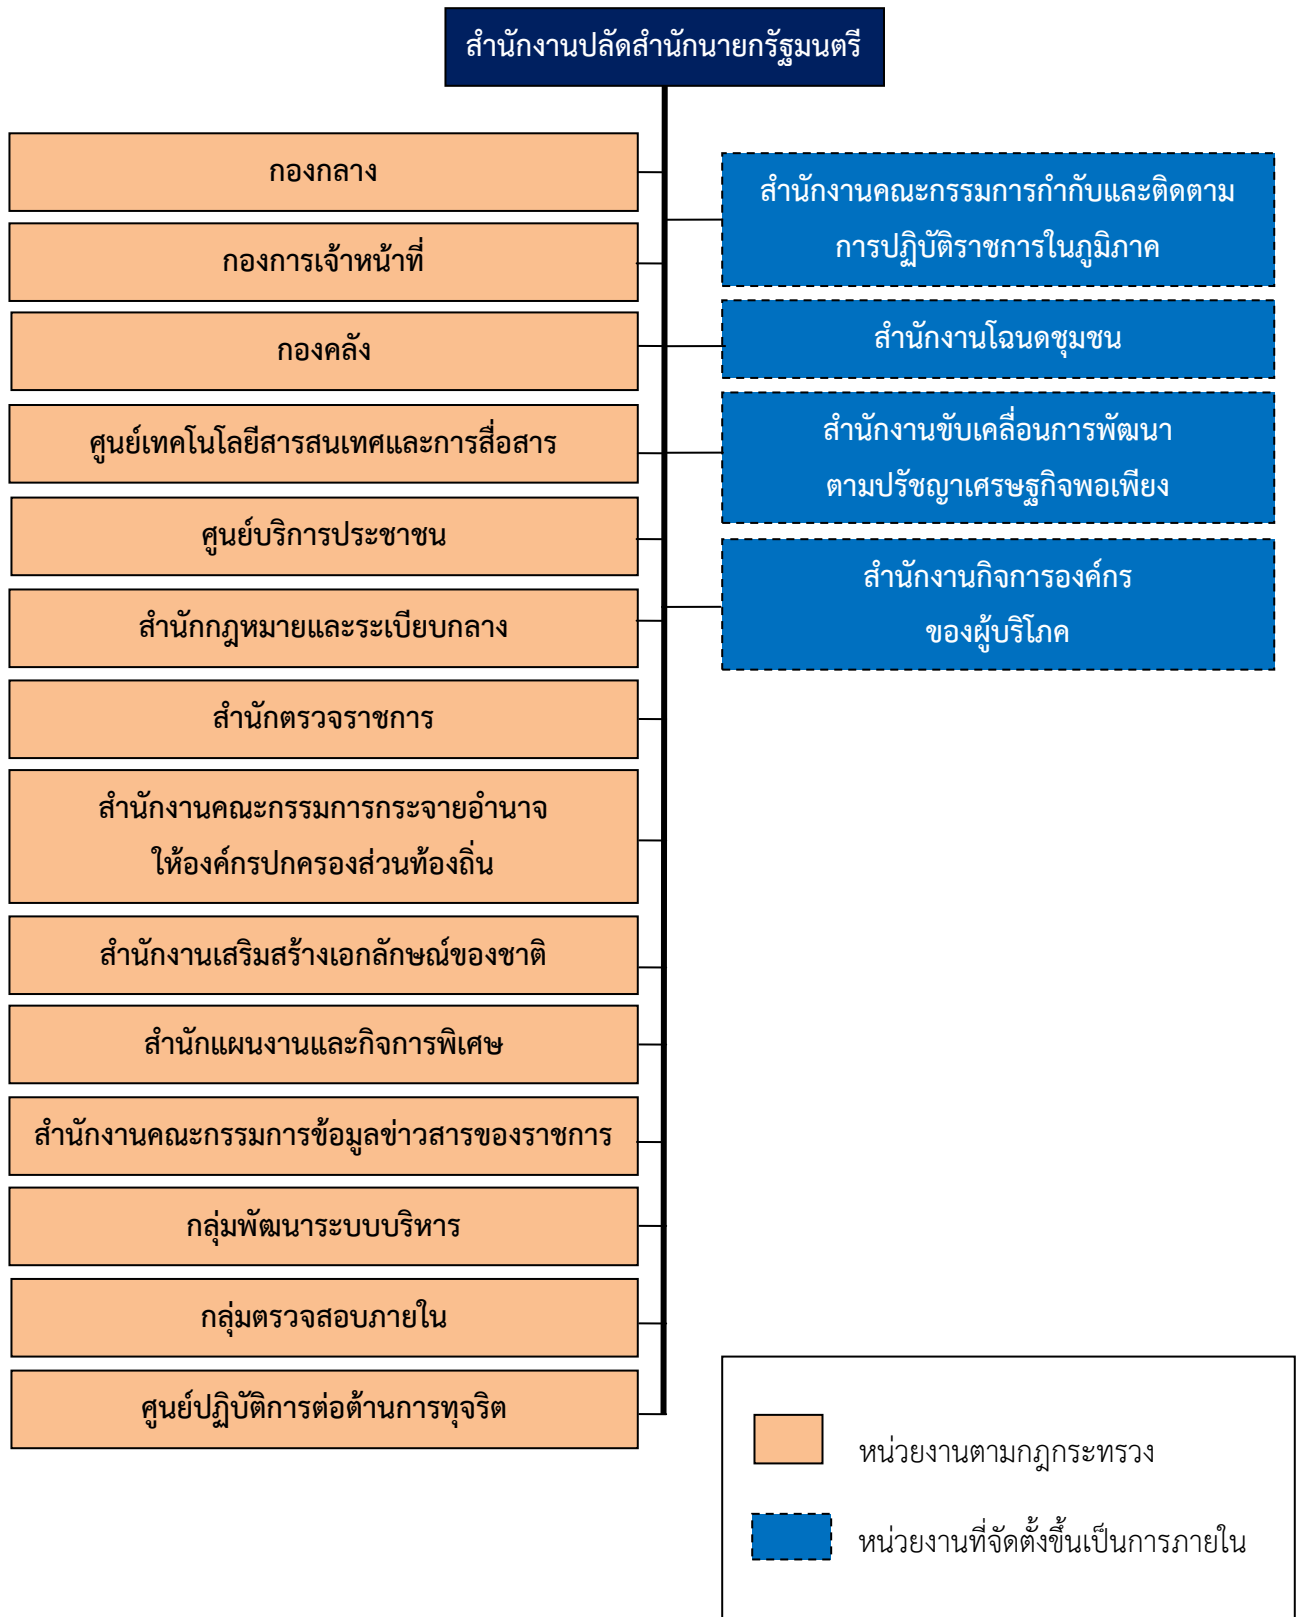 สำนักงานปลัดสำนักนายกรัฐมนตรี
กองกลาง
กองการเจ้าหน้าที่
กองคลัง
ศูนย์เทคโนโลยีสารสนเทศและการสื่อสาร
ศูนย์บริการประชาชน
สำนักกฎหมายและระเบียบกลาง
สำนักตรวจราชการ
สำนักงานคณะกรรมการกระจายอำนาจ
ให้องค์กรปกครองส่วนท้องถิ่น
สำนักงานเสริมสร้างเอกลักษณ์ของชาติ
สำนักแผนงานและกิจการพิเศษ
สำนักงานคณะกรรมการข้อมูลข่าวสารของราชการ
กลุ่มพัฒนาระบบบริหาร
กลุ่มตรวจสอบภายใน
ศูนย์ปฏิบัติการต่อต้านการทุจริต
สำนักงานคณะกรรมการกำกับและติดตาม
การปฏิบัติราชการในภูมิภาค
สำนักงานโฉนดชุมชน
สำนักงานขับเคลื่อนการพัฒนา
ตามปรัชญาเศรษฐกิจพอเพียง
สำนักงานกิจการองค์กร
ของผู้บริโภค
หน่วยงานตามกฎกระทรวง
หน่วยงานที่จัดตั้งขึ้นเป็นการภายใน